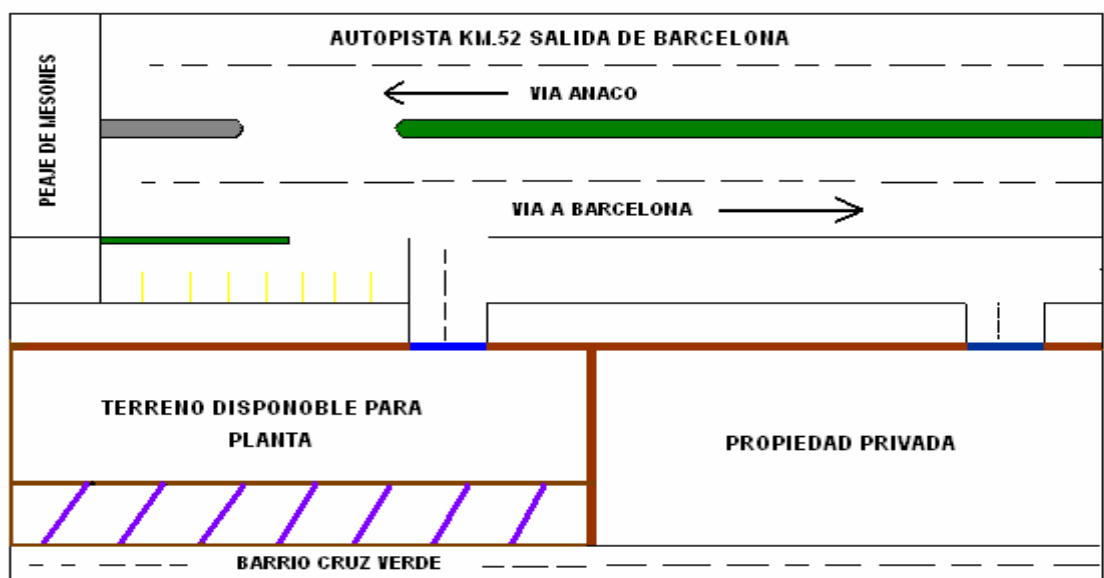 AUTOPISTA KM.52 SALIDA DE BARCELONA
VIA ANACO
PEAJE DE MESONES
VIA A BARCELONA
TERRENO DISPONOBLE PARA
PLANTA
PROPIEDAD PRIVADA
BARRIO CRUZ VERDE